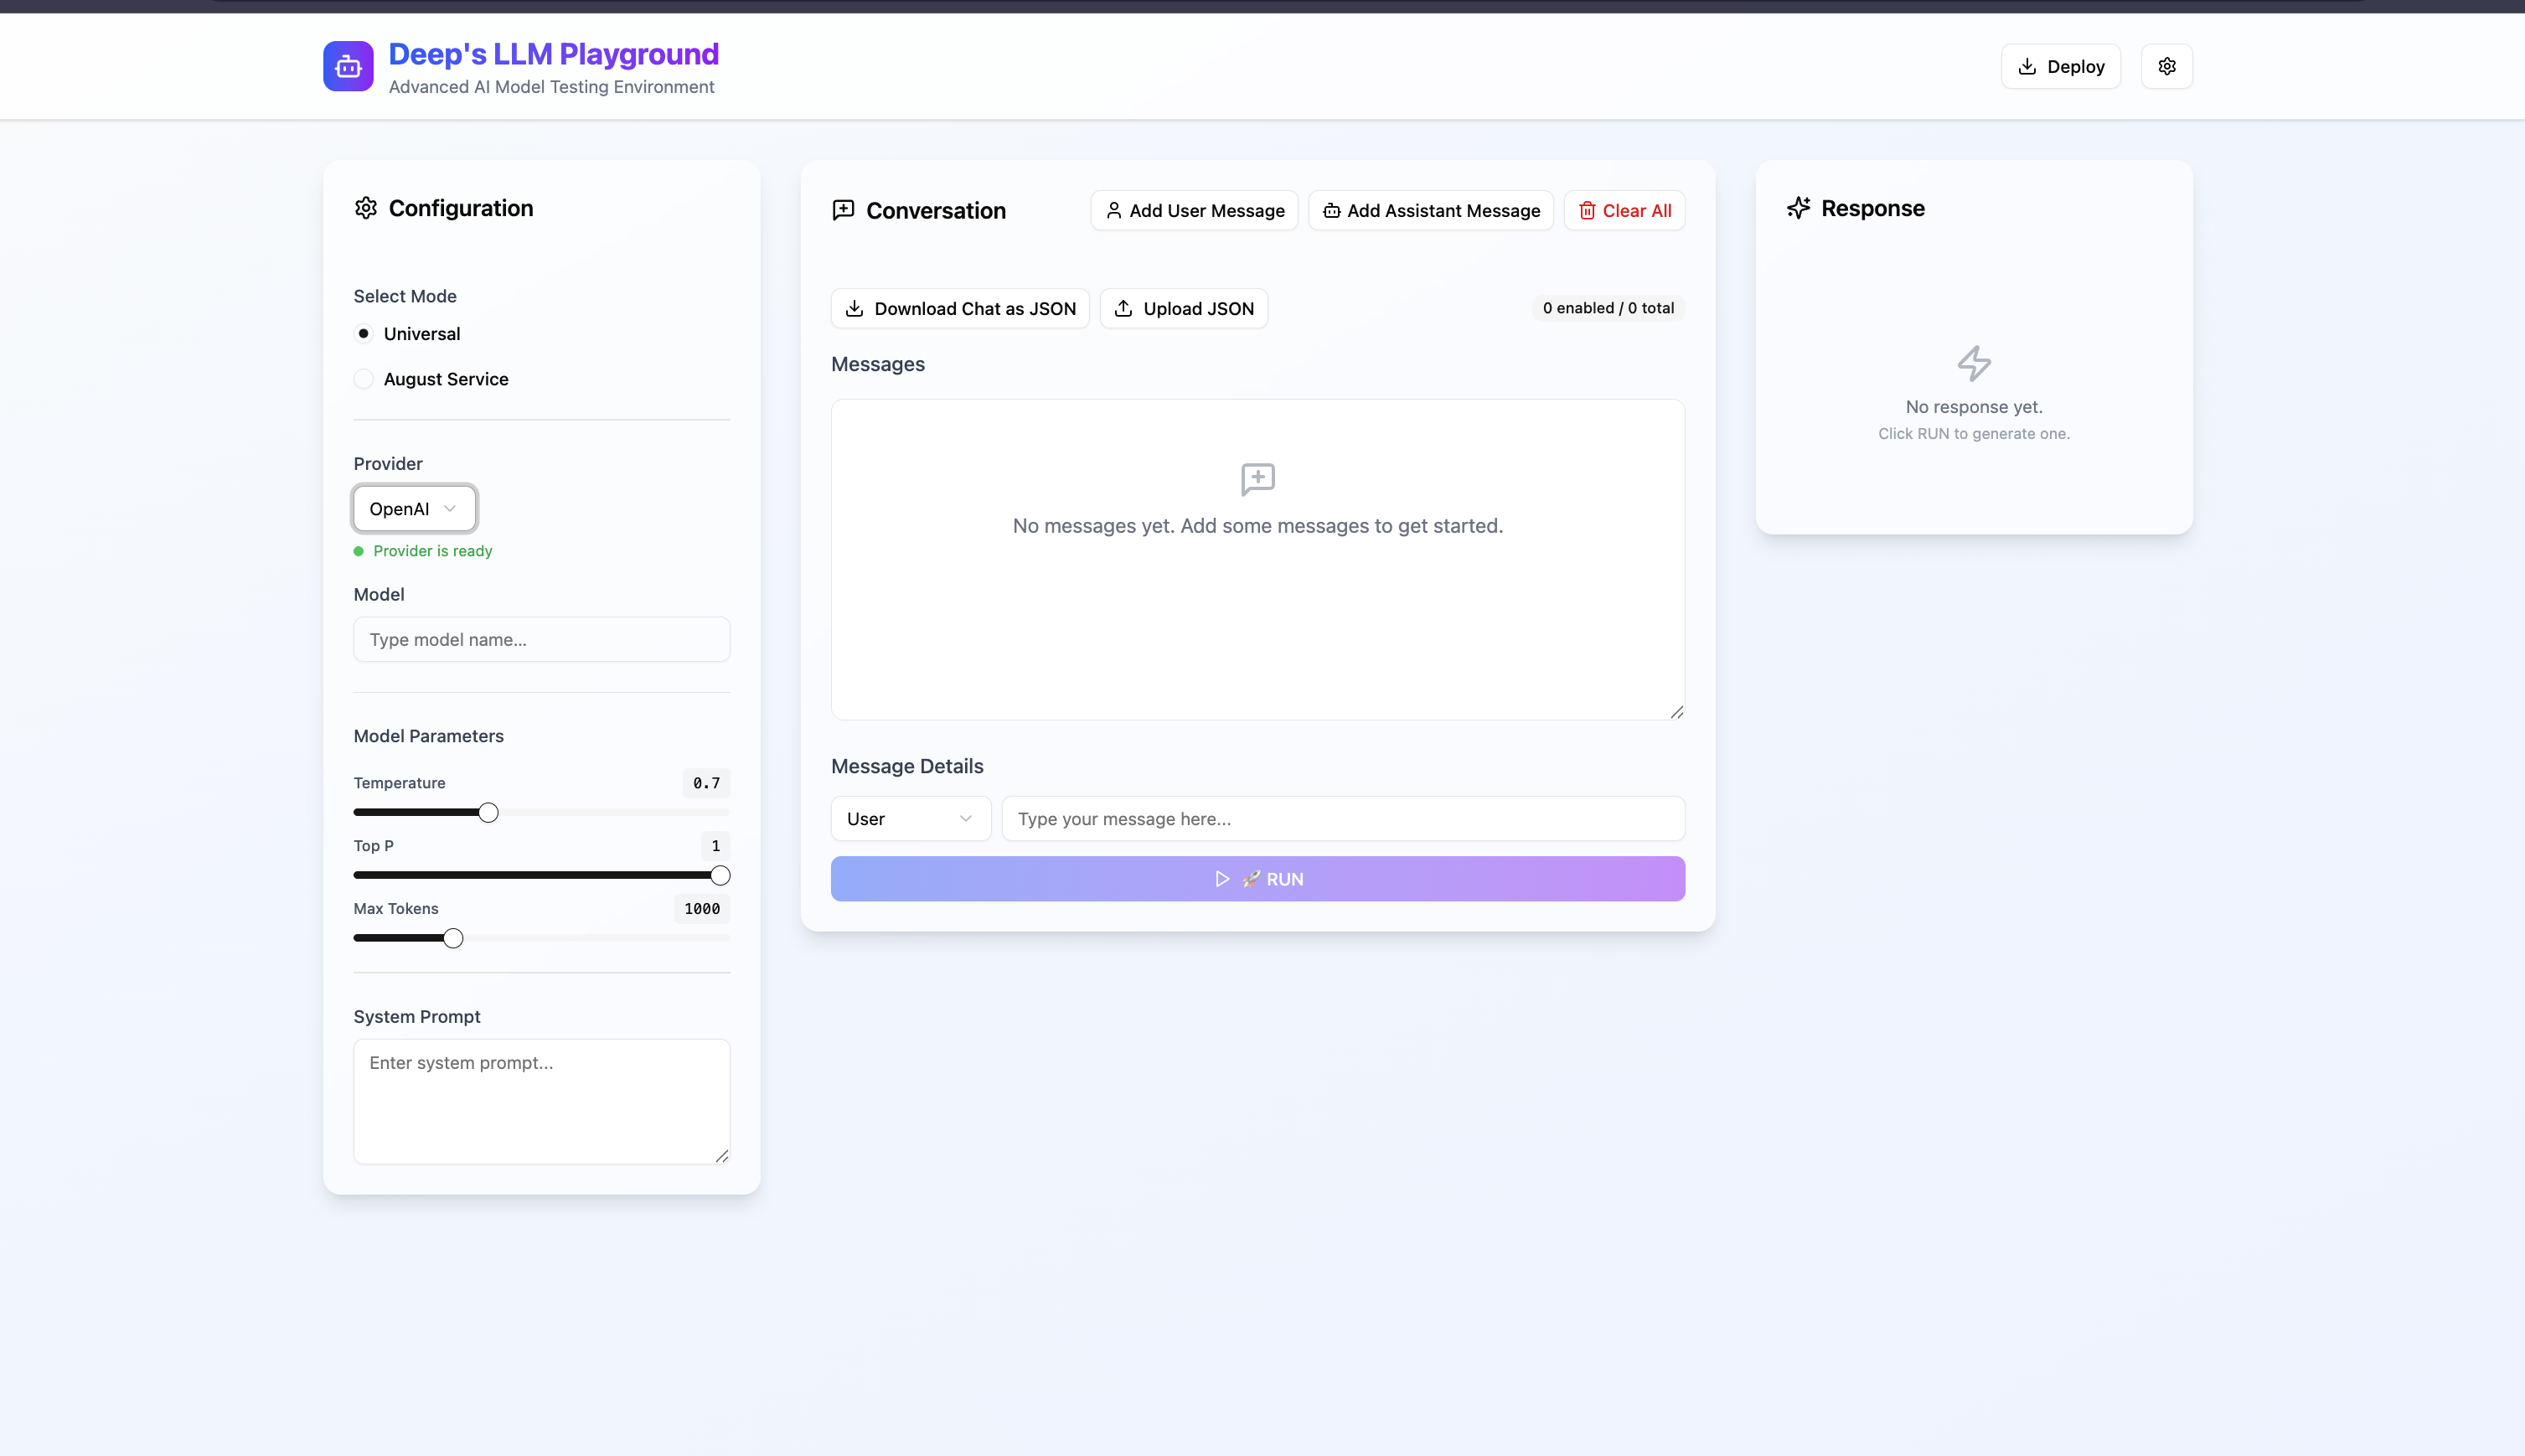 Deep's LLM Playground
Advanced AI Model Testing Environment
Deploy
Configuration
Select Mode
Universal
August Service
Provider
OpenAI
Provider is ready
Model
Type model name...
Model Parameters
Temperature
0.7
Top P
1
Max Tokens
1000
System Prompt
Enter system prompt...
Conversation
Add User Message
Add Assistant Message
Clear All
Download Chat as JSON
Upload JSON
0 enabled / 0 total
Messages
No messages yet. Add some messages to get started.
Message Details
User
Type your message here...
🚀 RUN
Response
No response yet.
Click RUN to generate one.